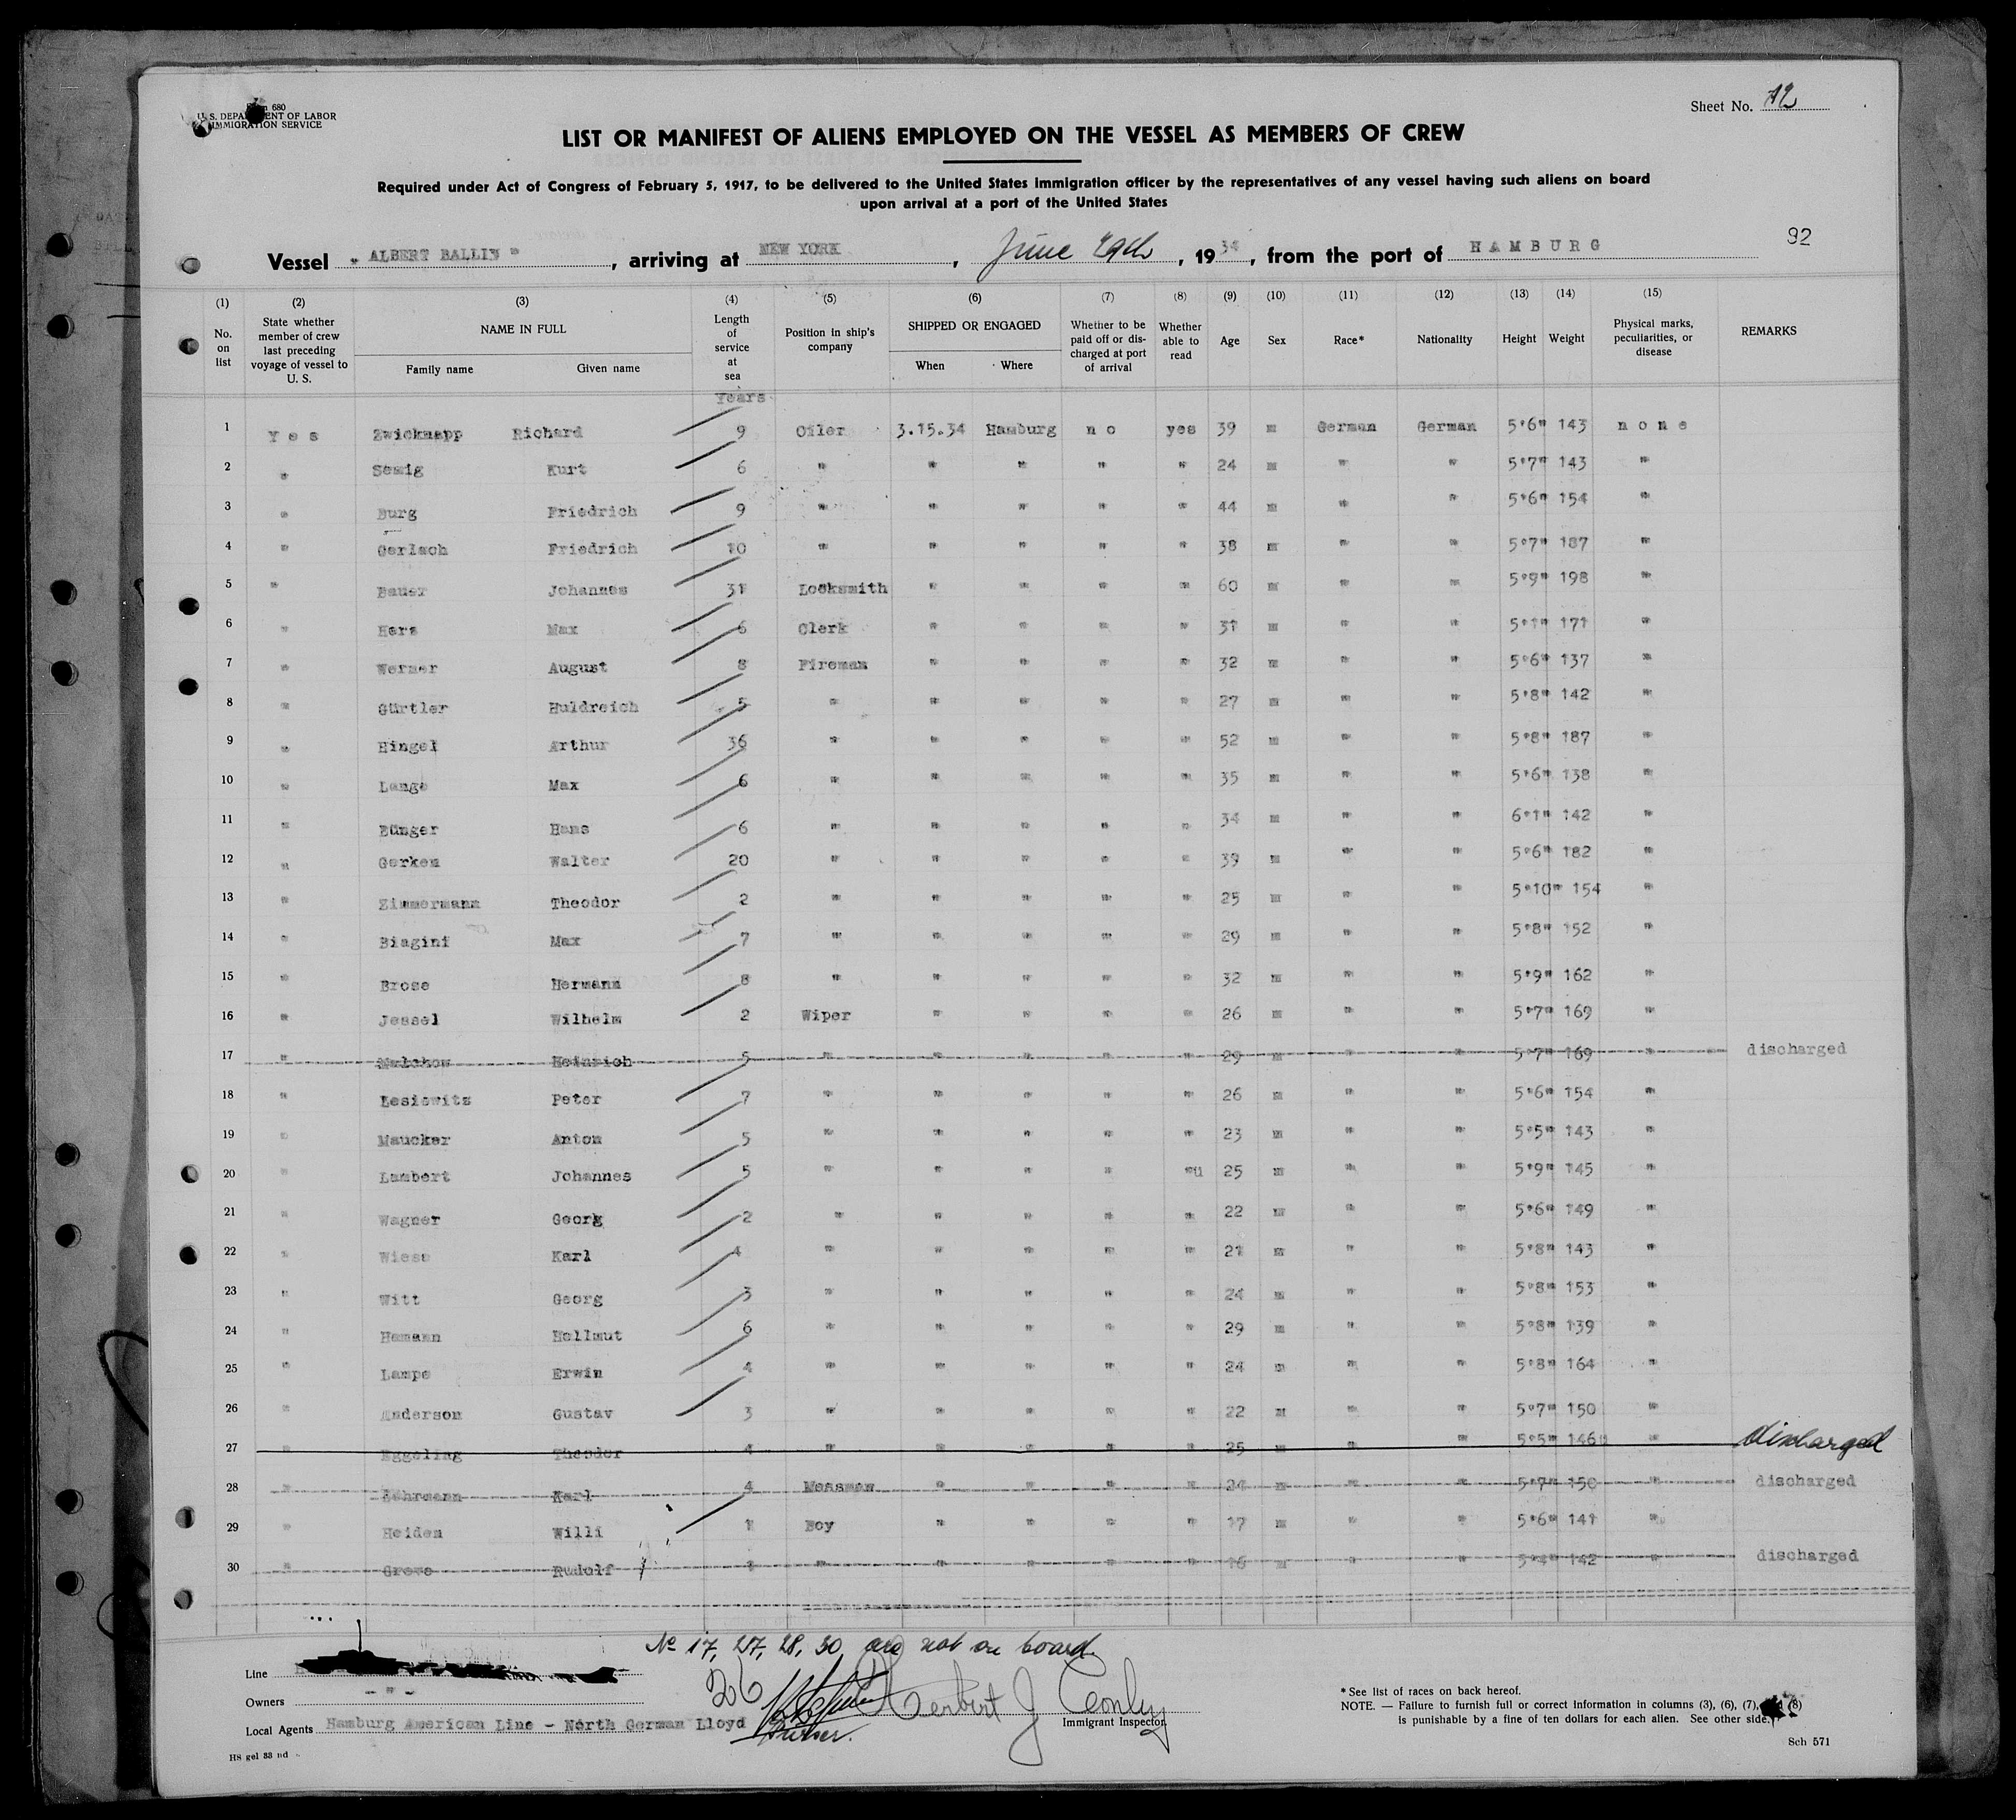 Form 680
U. S. DEPARTMENT OF LABOR
IMMIGRATION SERVICE
Sheet No. 12
LIST OR MANIFEST OF ALIENS EMPLOYED ON THE VESSEL AS MEMBERS OF CREW
Required under Act of Congress of February 5, 1917, to be delivered to the United States Immigration officer by the representatives of any vessel having such aliens on board
upon arrival at a port of the United States
92
Vessel " ALBERT BALLIN ", arriving at NEW YORK, June 29th, 1934, from the port of HAMBURG
(1) (2) (3) (4) (5) (6) (7) (8) (9) (10) (11) (12) (13) (14) (15)
No. on list | State whether member of crew last preceding voyage of vessel to U. S. | NAME IN FULL | Family name | Given name | Length of service at sea | Position in ship's company | SHIPPED OR ENGAGED | When | Where | Whether to be paid off or discharged at port of arrival | Whether able to read | Age | Sex | Race* | Nationality | Height | Weight | Physical marks, peculiarities, or disease | REMARKS
Years
1 Yes Zwicknapp Richard 9 Oiler 3.15.34 Hamburg no yes 39 m German German 5'6" 143 none
2 " Semig Kurt 6 " " " " " 24 m " " 5'7" 143 "
3 " Burg Friedrich 9 " " " " " 44 m " " 5'6" 154 "
4 " Gerlach Friedrich 10 " " " " " 38 m " " 5'7" 187 "
5 " Bauer Johannes 31 Locksmith " " " " 60 m " " 5'9" 198 "
6 " Hers Max 6 Clerk " " " " 31 m " " 5'1" 171 "
7 " Werner August 8 Fireman " " " " 32 m " " 5'6" 137 "
8 " Gürtler Huldreich 5 " " " " " 27 m " " 5'8" 142 "
9 " Hingel Arthur 36 " " " " " 52 m " " 5'8" 187 "
10 " Lange Max 6 " " " " " 35 m " " 5'6" 138 "
11 " Bünger Hans 6 " " " " " 34 m " " 6'1" 142 "
12 " Gerken Walter 20 " " " " " 39 m " " 5'6" 182 "
13 " Zimmermann Theodor 2 " " " " " 25 m " " 5'10" 154 "
14 " Biagini Max 7 " " " " " 29 m " " 5'8" 152 "
15 " Brose Hermann 8 " " " " " 32 m " " 5'9" 162 "
16 " Jessel Wilhelm 2 Wiper " " " " 26 m " " 5'7" 169 "
17 " Malchow Heinrich 5 " " " " " 29 m " " 5'7" 169 " discharged
18 " Lesiewitz Peter 7 " " " " " 26 m " " 5'6" 154 "
19 " Maucker Anton 5 " " " " " 23 m " " 5'5" 143 "
20 " Lambert Johannes 5 " " " " " 25 m " " 5'9" 145 "
21 " Wagner Georg 2 " " " " " 22 m " " 5'6" 149 "
22 " Wiese Karl 4 " " " " " 21 m " " 5'8" 143 "
23 " Witt Georg 3 " " " " " 24 m " " 5'8" 153 "
24 " Hamann Hellmut 6 " " " " " 29 m " " 5'8" 139 "
25 " Lampe Erwin 4 " " " " " 24 m " " 5'8" 164 "
26 " Anderson Gustav 3 " " " " " 22 m " " 5'7" 150 "
27 " Eggeling Theodor 4 " " " " " 25 m " " 5'5" 146 " discharged
28 " Karl 4 Messman " " " " 24 m " " 5'7" 150 " discharged
29 " Heiden Willi 1 Boy " " " " 17 m " " 5'6" 141 "
30 " Greve Rudolf 1 " " " " " 16 m " " 5'4" 142 " discharged
No 17, 27, 28, 30 are not on board.
Line
26
Owners - " -
Local Agents Hamburg American Line - North German Lloyd
Purser.
Herbert J Conley
Immigrant Inspector
* See list of races on back hereof.
NOTE. — Failure to furnish full or correct information in columns (3), (6), (7), (8)
is punishable by a fine of ten dollars for each alien. See other side.
HS gel 33 nd
Sch 571